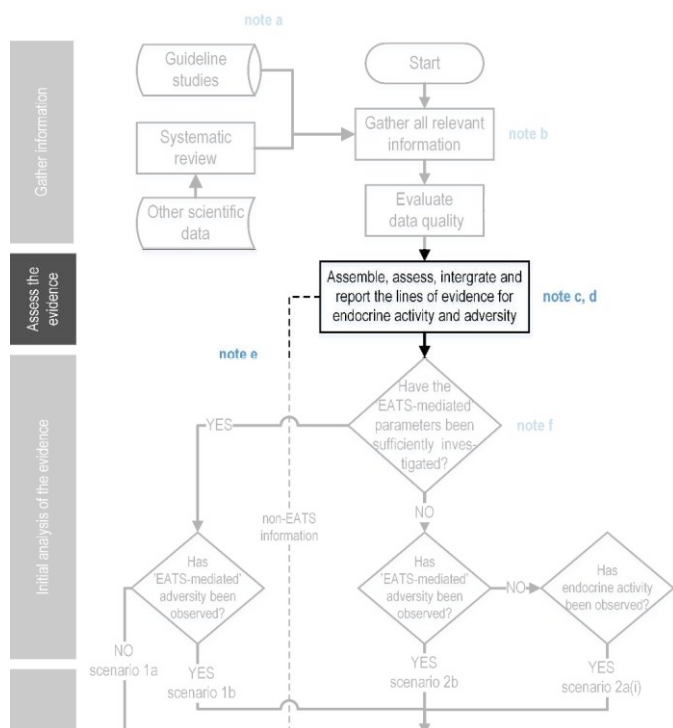 note a
Guideline
studies
Start
Gather information
Systematic
review
Gather all relevant
information
note b
Other scientific
data
Evaluate
data quality
Assess the
evidence
Assemble, assess, intergrate and
report the lines of evidence for
endocrine activity and adversity
note c, d
note e
Initial analysis of the evidence
Have the
'EATS-mediated'
parameters been
sufficiently inves-
tigated?
note f
YES
NO
non-EATS
information
Has
'EATS-mediated'
adversity been
observed?
Has
'EATS-mediated'
adversity been
observed?
NO
Has
endocrine activity
been observed?
NO
scenario 1a
YES
scenario 1b
YES
scenario 2b
YES
scenario 2a(i)